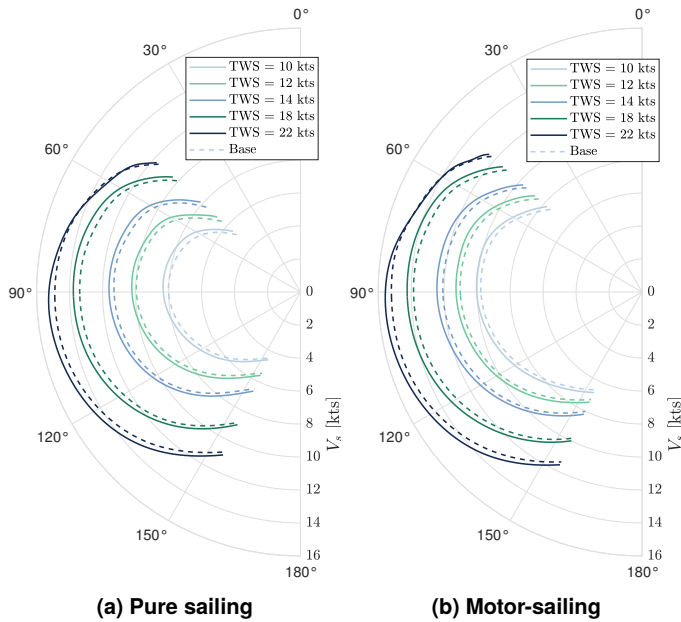 0°
30°
60°
90°
120°
150°
180°
TWS = 10 kts
TWS = 12 kts
TWS = 14 kts
TWS = 18 kts
TWS = 22 kts
Base
0
2
4
6
8
10
12
14
16
V_s [kts]
(a) Pure sailing
0°
30°
60°
90°
120°
150°
180°
TWS = 10 kts
TWS = 12 kts
TWS = 14 kts
TWS = 18 kts
TWS = 22 kts
Base
0
2
4
6
8
10
12
14
16
V_s [kts]
(b) Motor-sailing